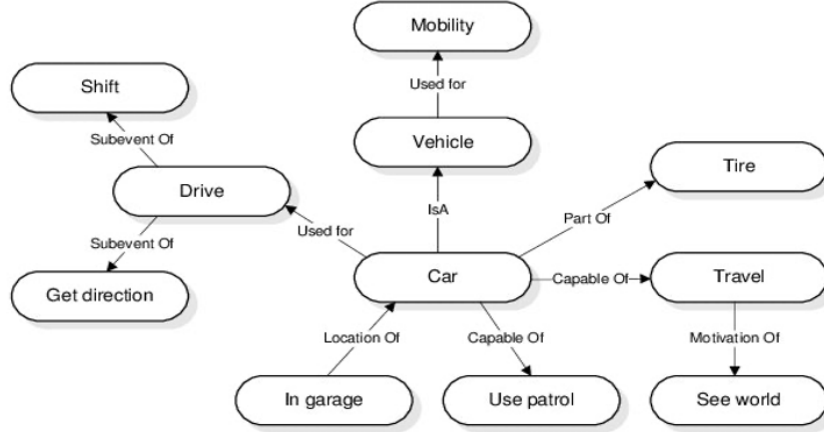 Mobility
Shift
Used for
Subevent Of
Vehicle
Tire
Drive
IsA
Part Of
Used for
Subevent Of
Get direction
Car
Capable Of
Travel
Location Of
Capable Of
Motivation Of
In garage
Use patrol
See world